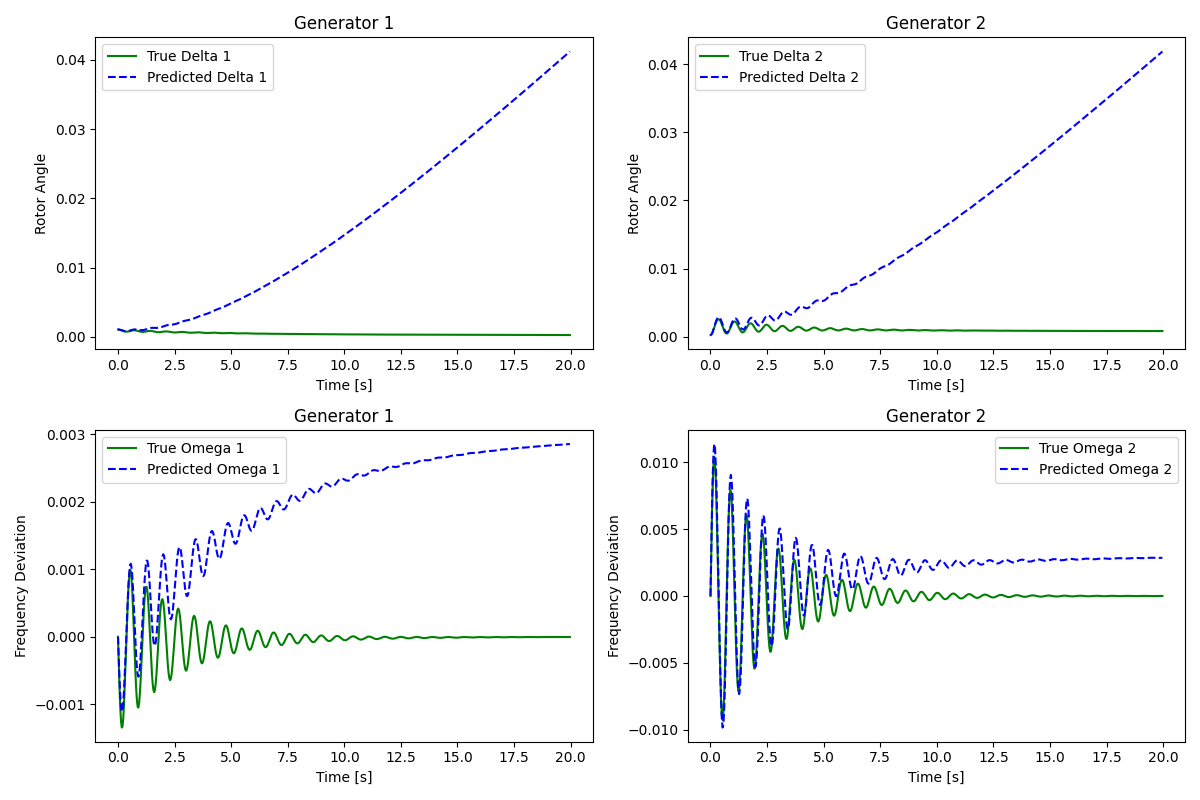 Generator 1
True Delta 1
Predicted Delta 1
Rotor Angle
0.04
0.03
0.02
0.01
0.00
0.0 2.5 5.0 7.5 10.0 12.5 15.0 17.5 20.0
Time [s]
Generator 2
True Delta 2
Predicted Delta 2
Rotor Angle
0.04
0.03
0.02
0.01
0.00
0.0 2.5 5.0 7.5 10.0 12.5 15.0 17.5 20.0
Time [s]
Generator 1
True Omega 1
Predicted Omega 1
Frequency Deviation
0.003
0.002
0.001
0.000
−0.001
0.0 2.5 5.0 7.5 10.0 12.5 15.0 17.5 20.0
Time [s]
Generator 2
True Omega 2
Predicted Omega 2
Frequency Deviation
0.010
0.005
0.000
−0.005
−0.010
0.0 2.5 5.0 7.5 10.0 12.5 15.0 17.5 20.0
Time [s]